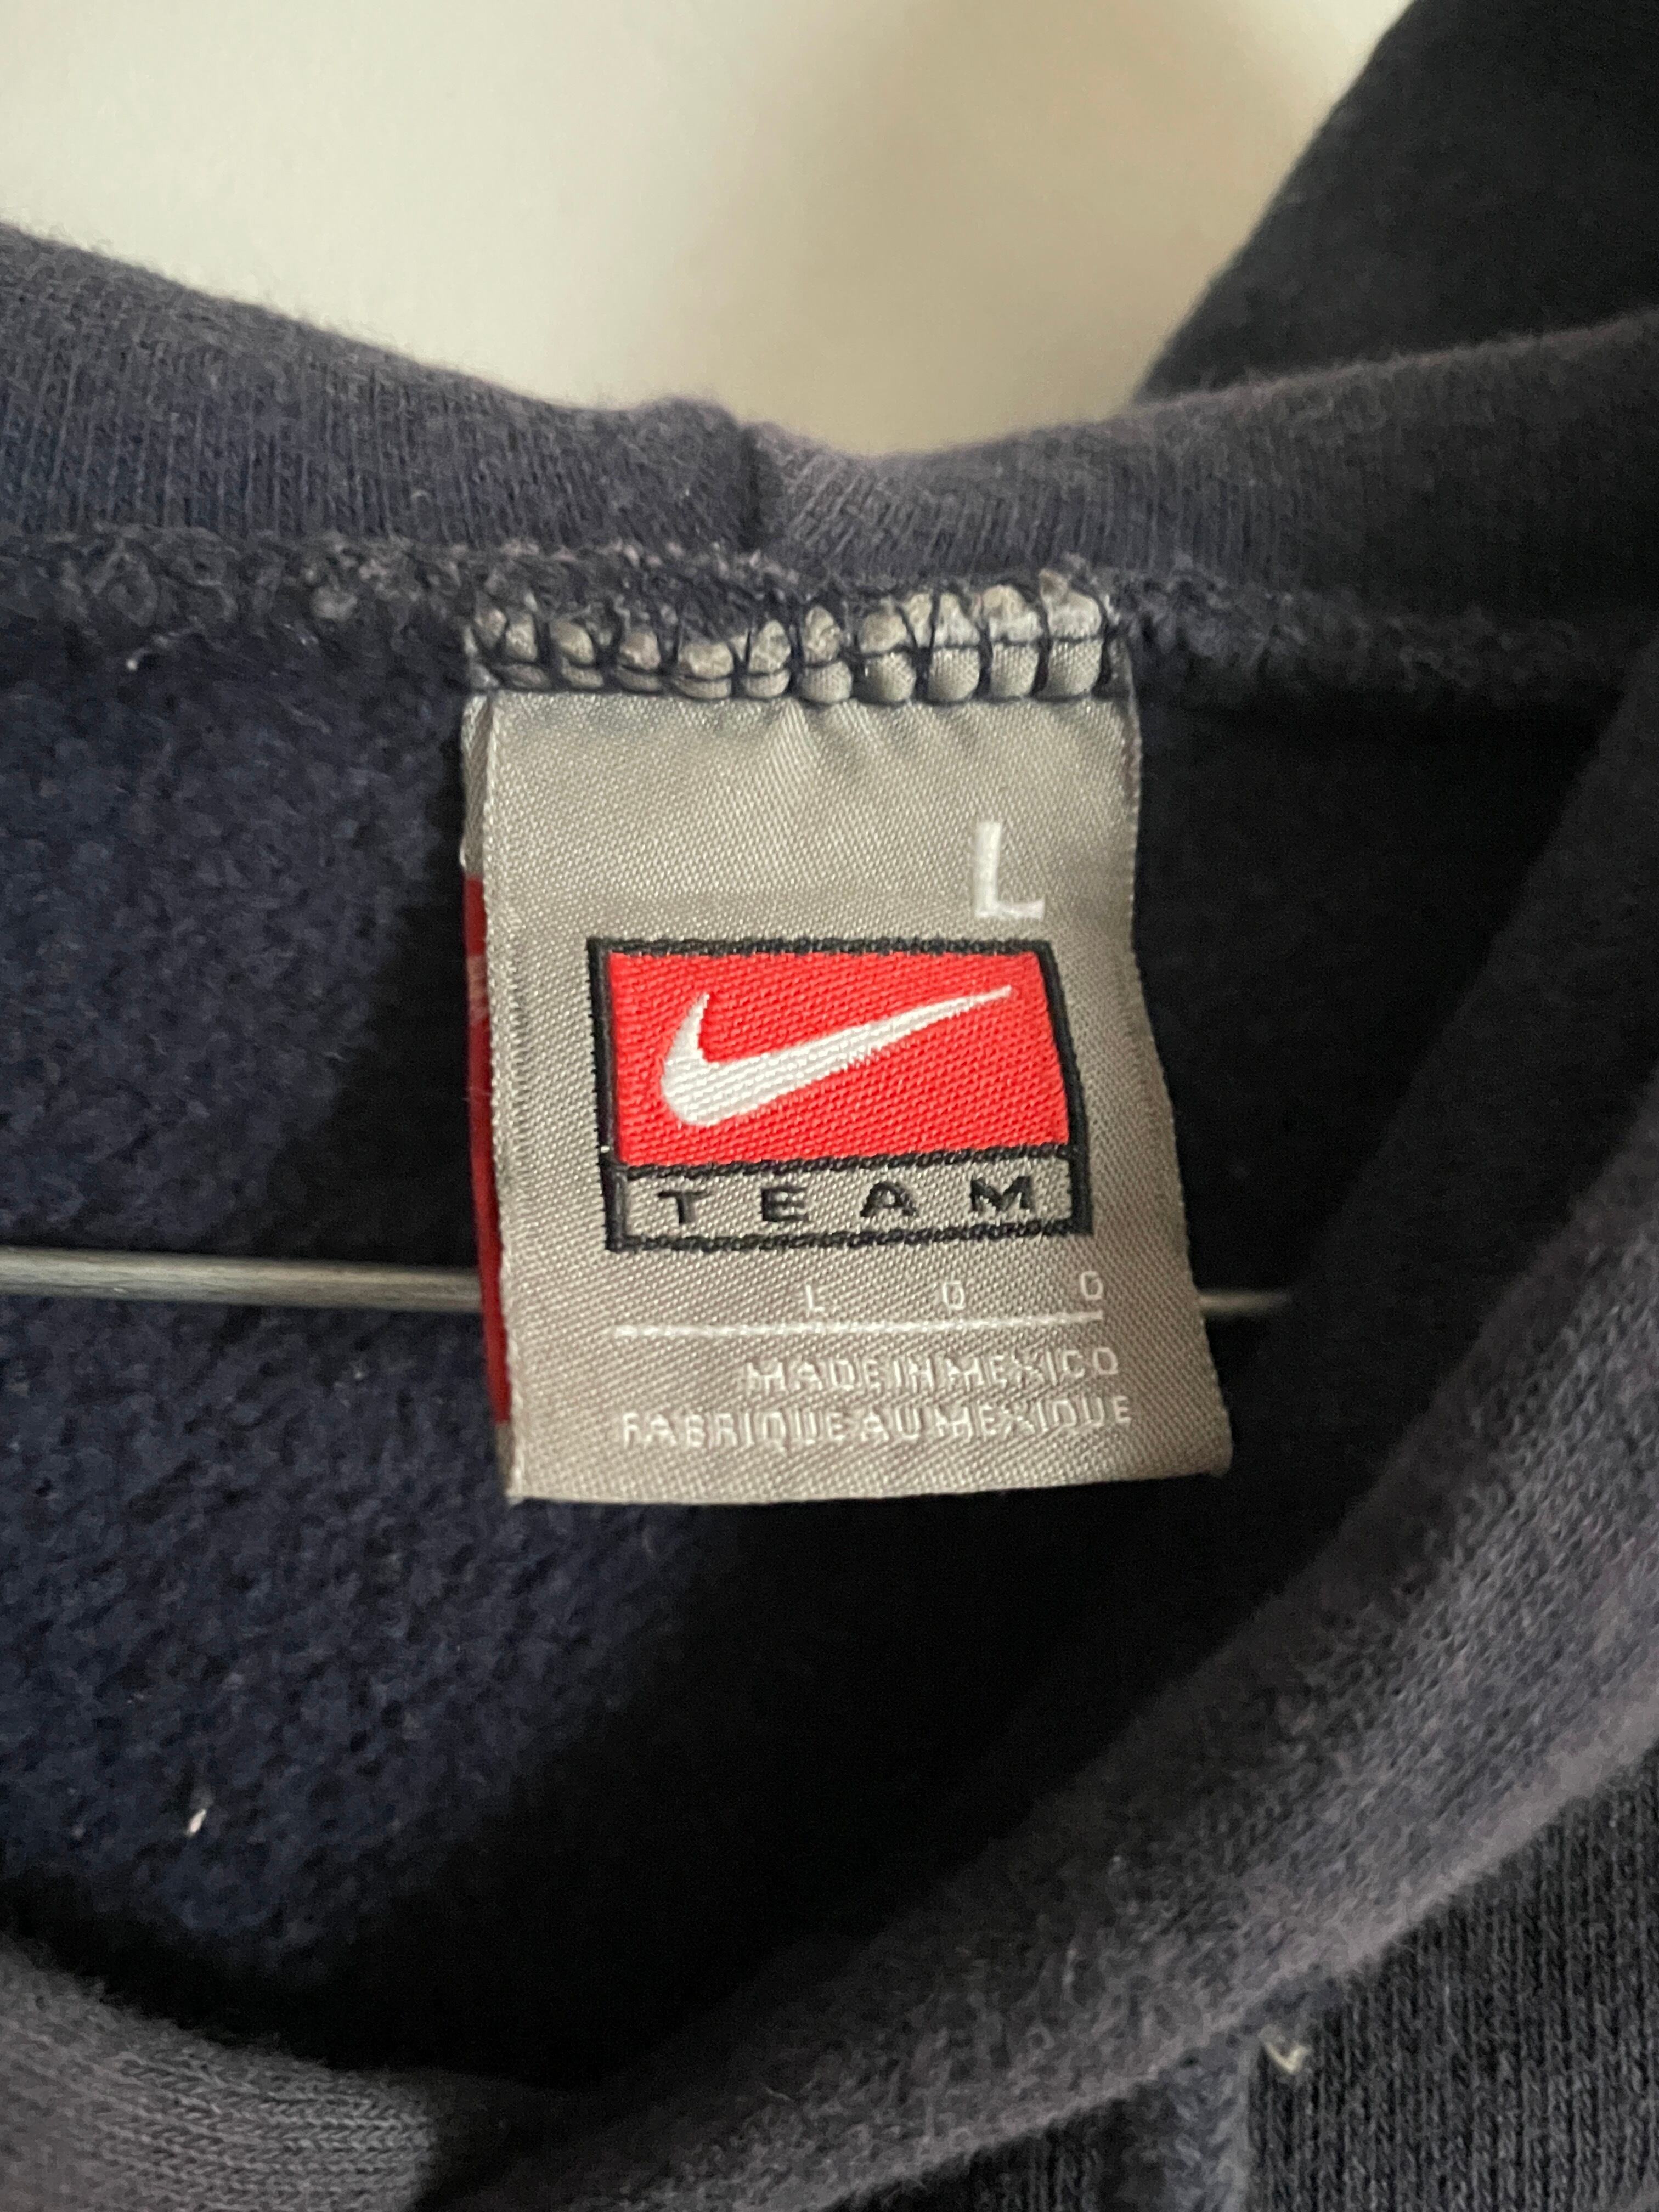 L
TEAM
L G G
MADE IN MEXICO
FABRIQUE AU MEXIQUE